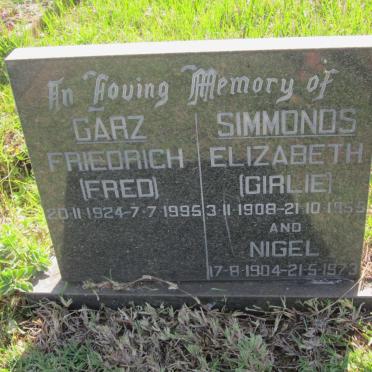 In Loving Memory of
GARZ
FRIEDRICH
(FRED)
20·11·1924-7·7·1995
SIMMONDS
ELIZABETH
(GIRLIE)
3·11·1908-21·10·1955
AND
NIGEL
17·8·1904-21·5·1973